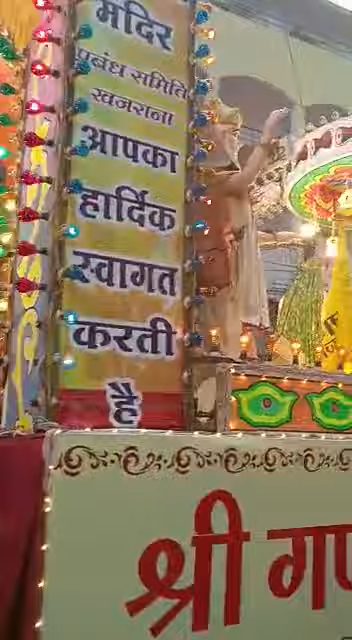 मंदिर
प्रबंध समिति
खजराना
आपका
हार्दिक
स्वागत
करती
है
श्री